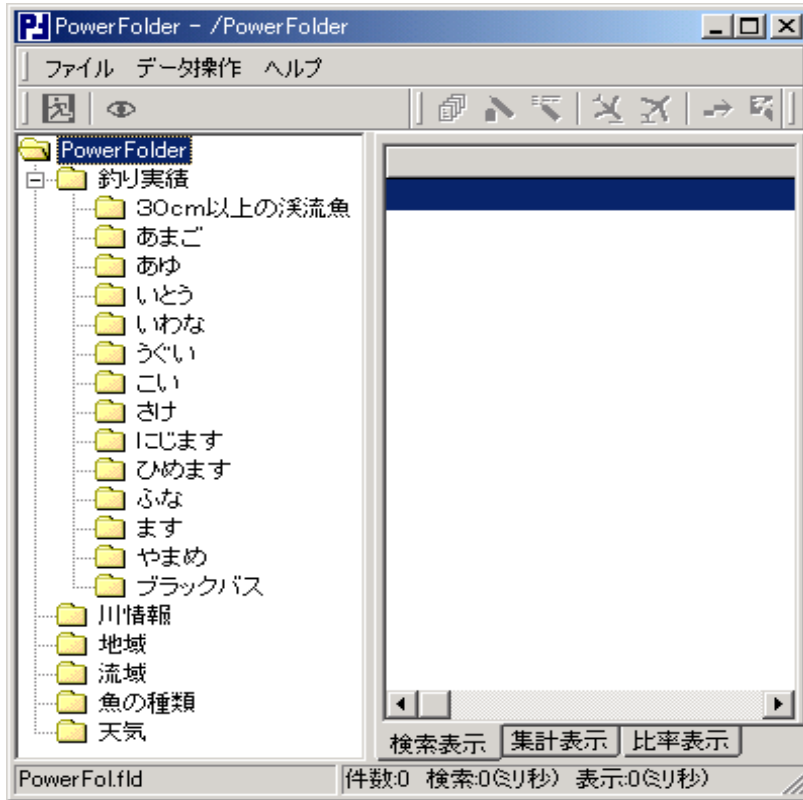 PowerFolder - /PowerFolder
ファイル データ操作 ヘルプ
PowerFolder
釣り実績
30cm以上の渓流魚
あまご
あゆ
いとう
いわな
うぐい
こい
さけ
にじます
ひめます
ふな
ます
やまめ
ブラックバス
川情報
地域
流域
魚の種類
天気
検索表示 集計表示 比率表示
PowerFol.fld 件数:0 検索:0(ミリ秒) 表示:0(ミリ秒)